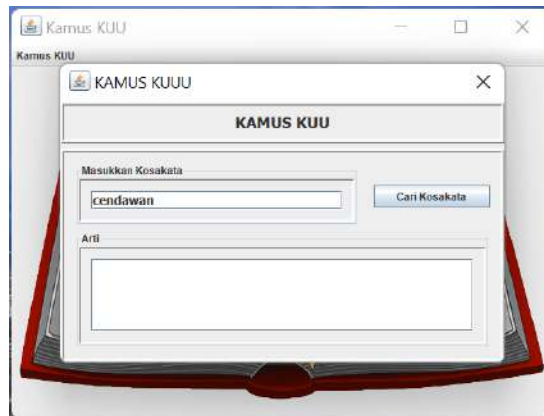 Kamus KUU
Kamus KUU
KAMUS KUUU
KAMUS KUU
Masukkan Kosakata
cendawan
Cari Kosakata
Arti